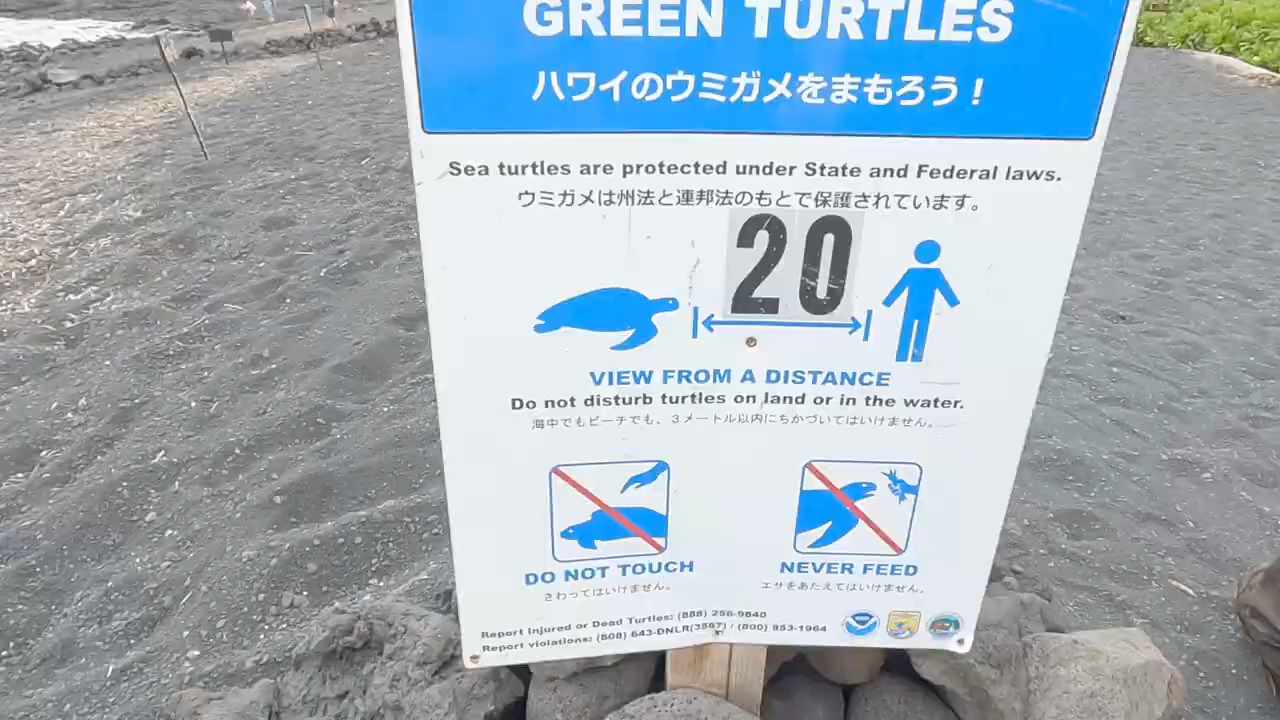 GREEN TURTLES
ハワイのウミガメをまもろう！
Sea turtles are protected under State and Federal laws.
ウミガメは州法と連邦法のもとで保護されています。
20
VIEW FROM A DISTANCE
Do not disturb turtles on land or in the water.
海中でもビーチでも、3メートル以内にちかづいてはいけません。
DO NOT TOUCH
さわってはいけません。
NEVER FEED
エサをあたえてはいけません。
Report Injured or Dead Turtles: (888) 256-9840
Report violations: (808) 643-DNLR(3567) / (800) 853-1964